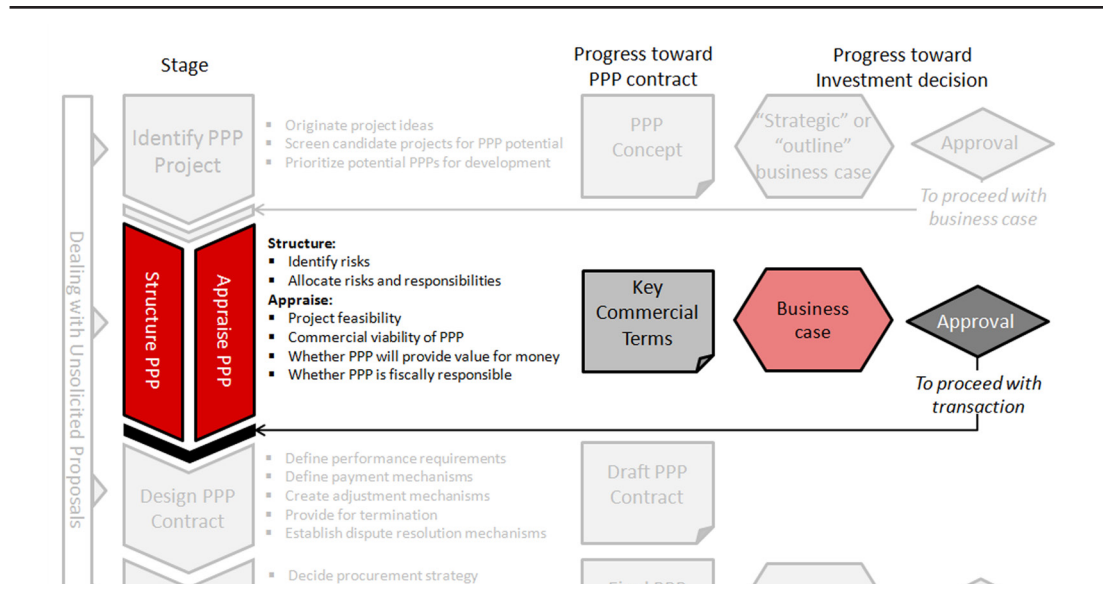 Stage
Progress toward
PPP contract
Progress toward
Investment decision
Dealing with Unsolicited Proposals
Identify PPP
Project
▪ Originate project ideas
▪ Screen candidate projects for PPP potential
▪ Prioritize potential PPPs for development
PPP
Concept
“Strategic” or
“outline”
business case
Approval
To proceed with
business case
Structure PPP
Appraise PPP
Structure:
▪ Identify risks
▪ Allocate risks and responsibilities
Appraise:
▪ Project feasibility
▪ Commercial viability of PPP
▪ Whether PPP will provide value for money
▪ Whether PPP is fiscally responsible
Key
Commercial
Terms
Business
case
Approval
To proceed with
transaction
Design PPP
Contract
▪ Define performance requirements
▪ Define payment mechanisms
▪ Create adjustment mechanisms
▪ Provide for termination
▪ Establish dispute resolution mechanisms
Draft PPP
Contract
▪ Decide procurement strategy